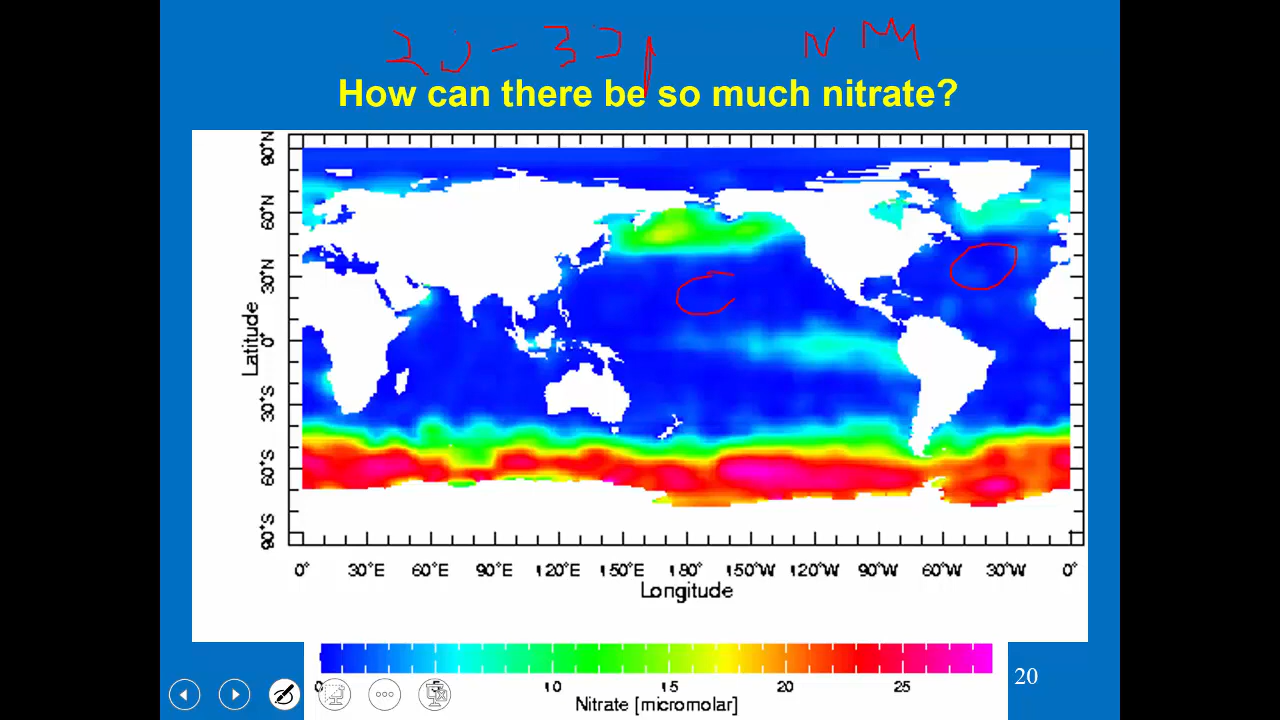 20 - 30 μ NM
How can there be so much nitrate?
90°N
60°N
30°N
0°
30°S
60°S
90°S
Latitude
0° 30°E 60°E 90°E 120°E 150°E 180° 150°W 120°W 90°W 60°W 30°W 0°
Longitude
0 10 15 20 25
Nitrate [micromolar]
20